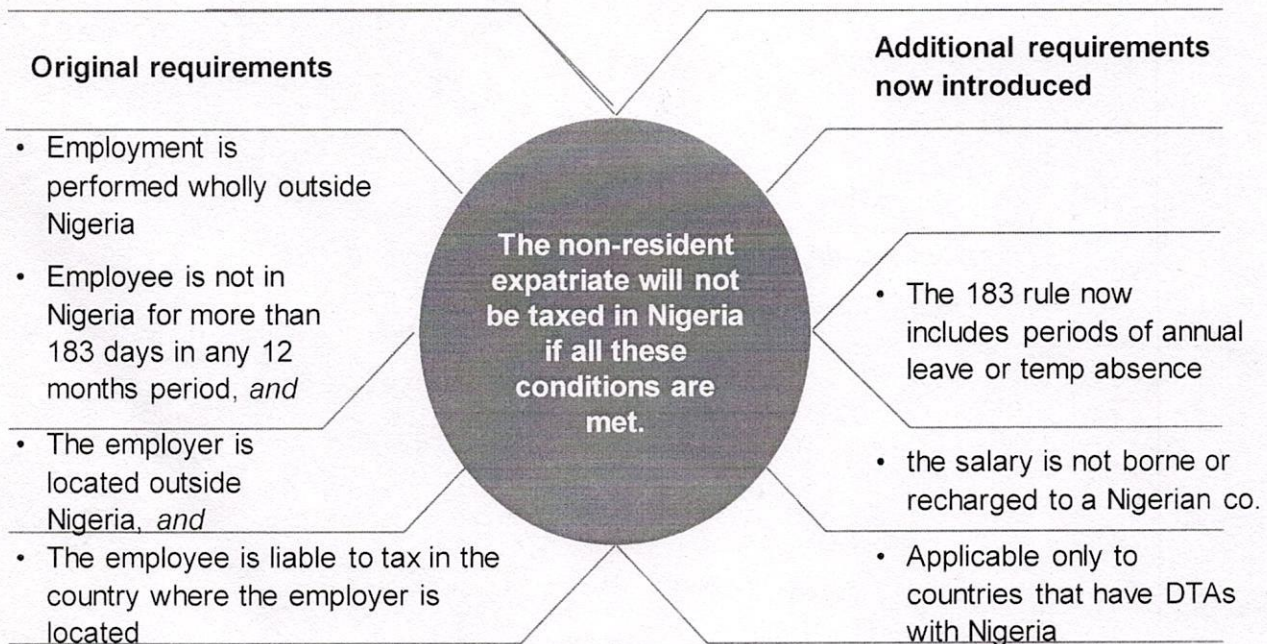 Original requirements
• Employment is
performed wholly outside
Nigeria
• Employee is not in
Nigeria for more than
183 days in any 12
months period, and
• The employer is
located outside
Nigeria, and
• The employee is liable to tax in the
country where the employer is
located
The non-resident
expatriate will not
be taxed in Nigeria
if all these
conditions are
met.
Additional requirements
now introduced
• The 183 rule now
includes periods of annual
leave or temp absence
• the salary is not borne or
recharged to a Nigerian co.
• Applicable only to
countries that have DTAs
with Nigeria